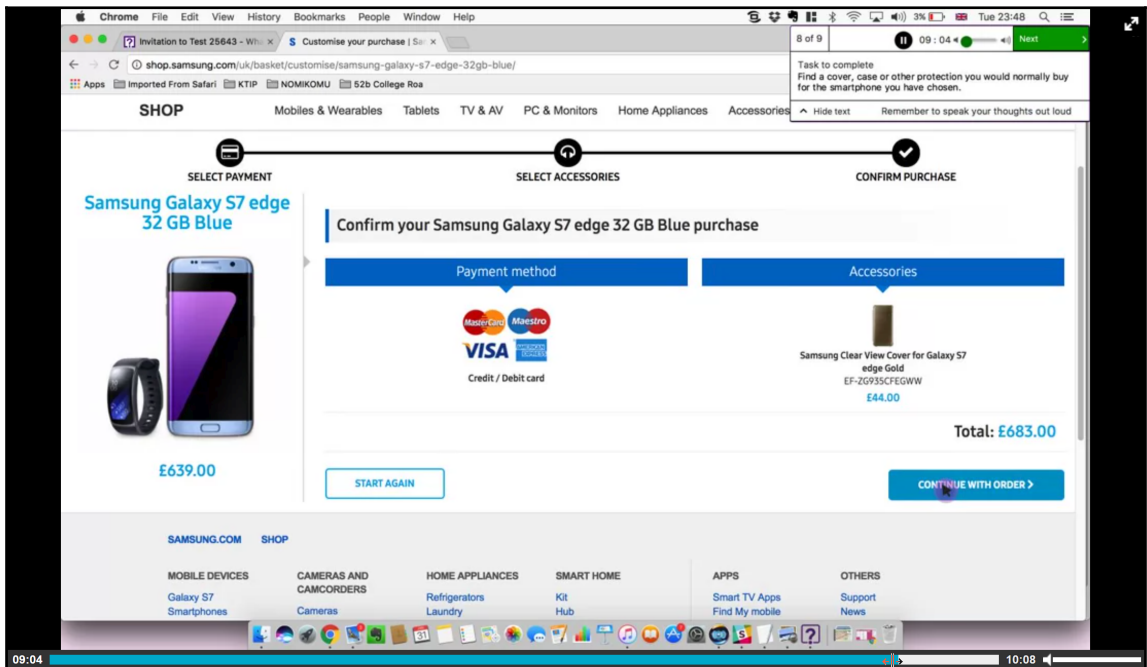 Chrome File Edit View History Bookmarks People Window Help
3% Tue 23:48
Invitation to Test 25643 - Wh
S Customise your purchase | Sa
8 of 9
09 : 04
Next
shop.samsung.com/uk/basket/customise/samsung-galaxy-s7-edge-32gb-blue/
Apps Imported From Safari KTIP NOMIKOMU 52b College Roa
Task to complete
Find a cover, case or other protection you would normally buy
for the smartphone you have chosen.
Hide text Remember to speak your thoughts out loud
SHOP Mobiles & Wearables Tablets TV & AV PC & Monitors Home Appliances Accessories
SELECT PAYMENT SELECT ACCESSORIES CONFIRM PURCHASE
Samsung Galaxy S7 edge
32 GB Blue
£639.00
Confirm your Samsung Galaxy S7 edge 32 GB Blue purchase
Payment method
MasterCard Maestro
VISA AMERICAN EXPRESS
Credit / Debit card
Accessories
Samsung Clear View Cover for Galaxy S7
edge Gold
EF-ZG935CFEGWW
£44.00
Total: £683.00
START AGAIN
CONTINUE WITH ORDER >
SAMSUNG.COM SHOP
MOBILE DEVICES
Galaxy S7
Smartphones
CAMERAS AND
CAMCORDERS
Cameras
HOME APPLIANCES
Refrigerators
Laundry
SMART HOME
Kit
Hub
APPS
Smart TV Apps
Find My mobile
OTHERS
Support
News
31
09:04 10:08